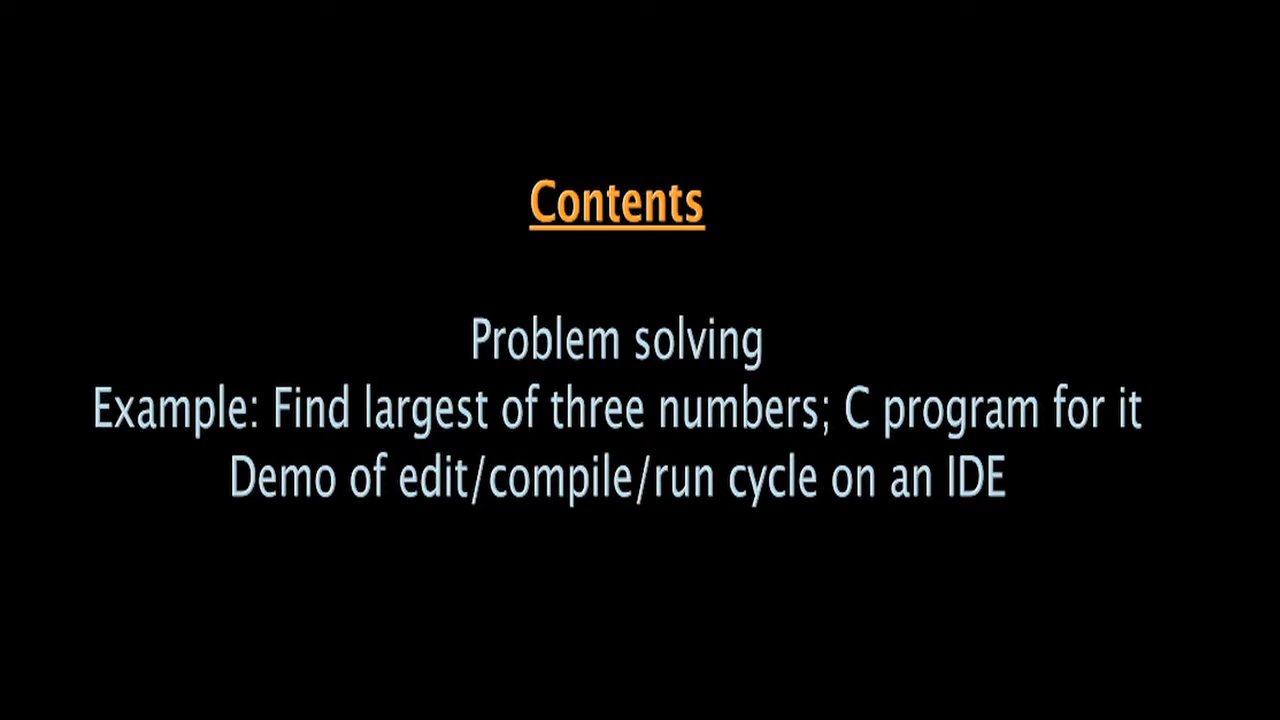 Contents
Problem solving
Example: Find largest of three numbers; C program for it
Demo of edit/compile/run cycle on an IDE